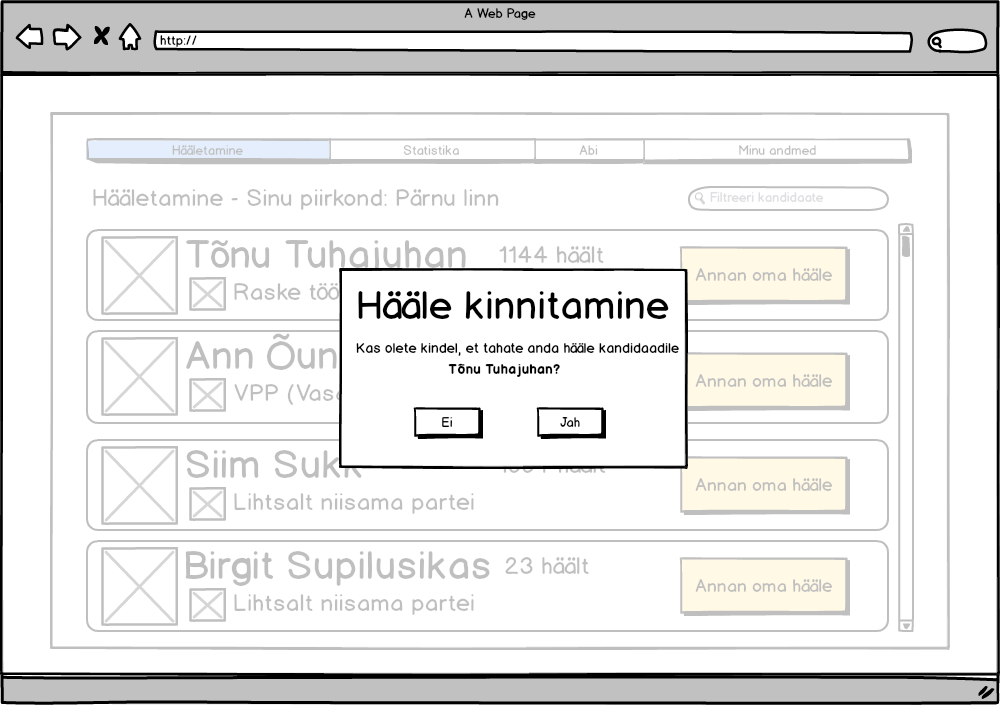 A Web Page
http://
Hääletamine Statistika Abi Minu andmed
Hääletamine - Sinu piirkond: Pärnu linn
Filtreeri kandidaate
Tõnu Tuhajuhan 1144 häält
Raske töö
Annan oma hääle
Hääle kinnitamine
Kas olete kindel, et tahate anda hääle kandidaadile
Tõnu Tuhajuhan?
Ei Jah
Ann Õun
VPP
Annan oma hääle
Siim Sukk häält
Lihtsalt niisama partei
Annan oma hääle
Birgit Supilusikas 23 häält
Lihtsalt niisama partei
Annan oma hääle